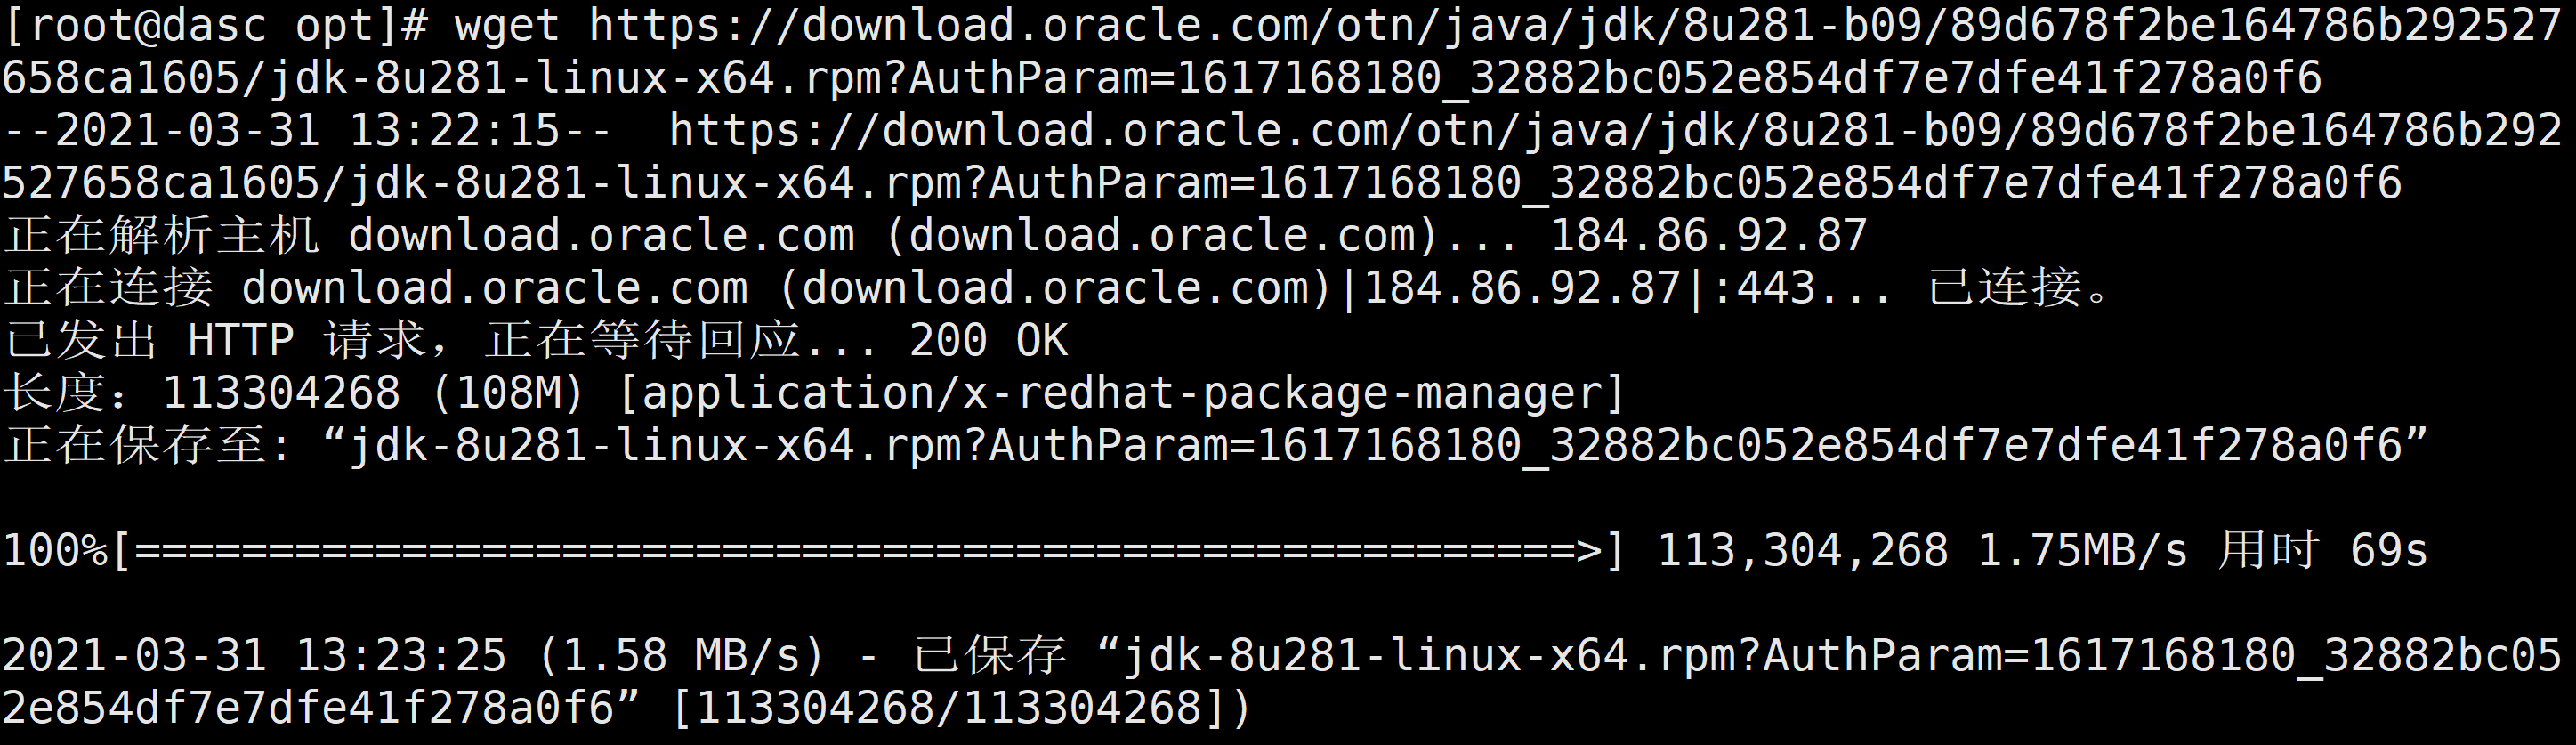 [root@dasc opt]# wget https://download.oracle.com/otn/java/jdk/8u281-b09/89d678f2be164786b292527
658ca1605/jdk-8u281-linux-x64.rpm?AuthParam=1617168180_32882bc052e854df7e7dfe41f278a0f6
--2021-03-31 13:22:15--  https://download.oracle.com/otn/java/jdk/8u281-b09/89d678f2be164786b292
527658ca1605/jdk-8u281-linux-x64.rpm?AuthParam=1617168180_32882bc052e854df7e7dfe41f278a0f6
正在解析主机 download.oracle.com (download.oracle.com)... 184.86.92.87
正在连接 download.oracle.com (download.oracle.com)|184.86.92.87|:443... 已连接。
已发出 HTTP 请求，正在等待回应... 200 OK
长度：113304268 (108M) [application/x-redhat-package-manager]
正在保存至: “jdk-8u281-linux-x64.rpm?AuthParam=1617168180_32882bc052e854df7e7dfe41f278a0f6”
100%[======================================================>] 113,304,268 1.75MB/s 用时 69s
2021-03-31 13:23:25 (1.58 MB/s) - 已保存 “jdk-8u281-linux-x64.rpm?AuthParam=1617168180_32882bc05
2e854df7e7dfe41f278a0f6” [113304268/113304268])